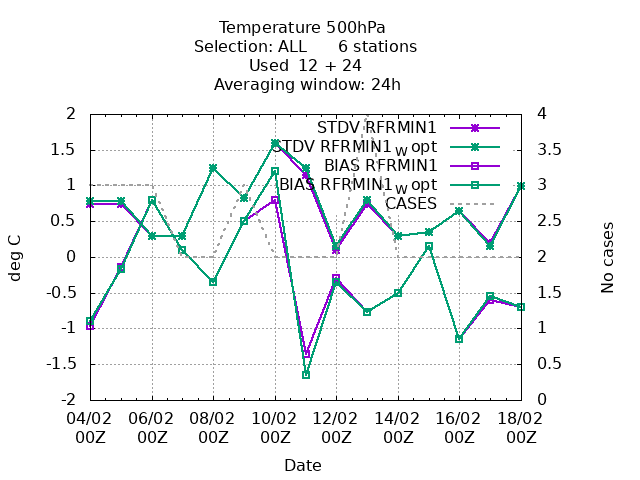 Temperature 500hPa
Selection: ALL 6 stations
Used 12 + 24
Averaging window: 24h
STDV RFRMIN1
STDV RFRMIN1w opt
BIAS RFRMIN1
BIAS RFRMIN1w opt
CASES
2
1.5
1
0.5
0
-0.5
-1
-1.5
-2
deg C
4
3.5
3
2.5
2
1.5
1
0.5
0
No cases
04/02 06/02 08/02 10/02 12/02 14/02 16/02 18/02
00Z 00Z 00Z 00Z 00Z 00Z 00Z 00Z
Date